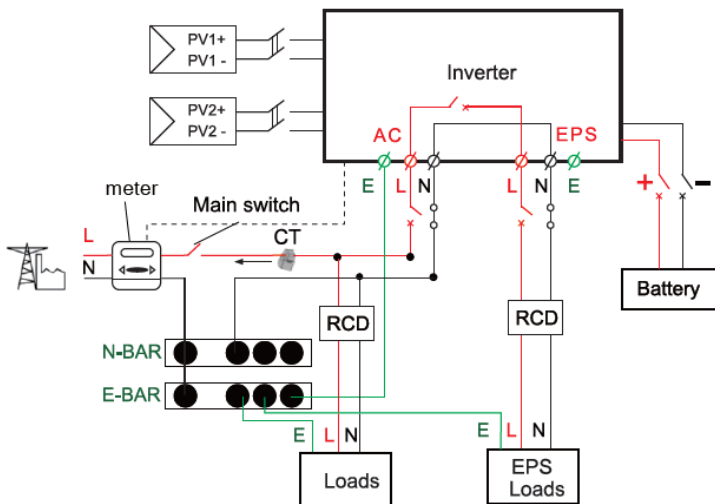 PV1+
PV1 -
Inverter
PV2+
PV2 -
AC
EPS
E L N L N E
+ -
meter
Main switch
L
CT
N
Battery
RCD
RCD
N-BAR
E-BAR
E L N E L N
Loads
EPS
Loads